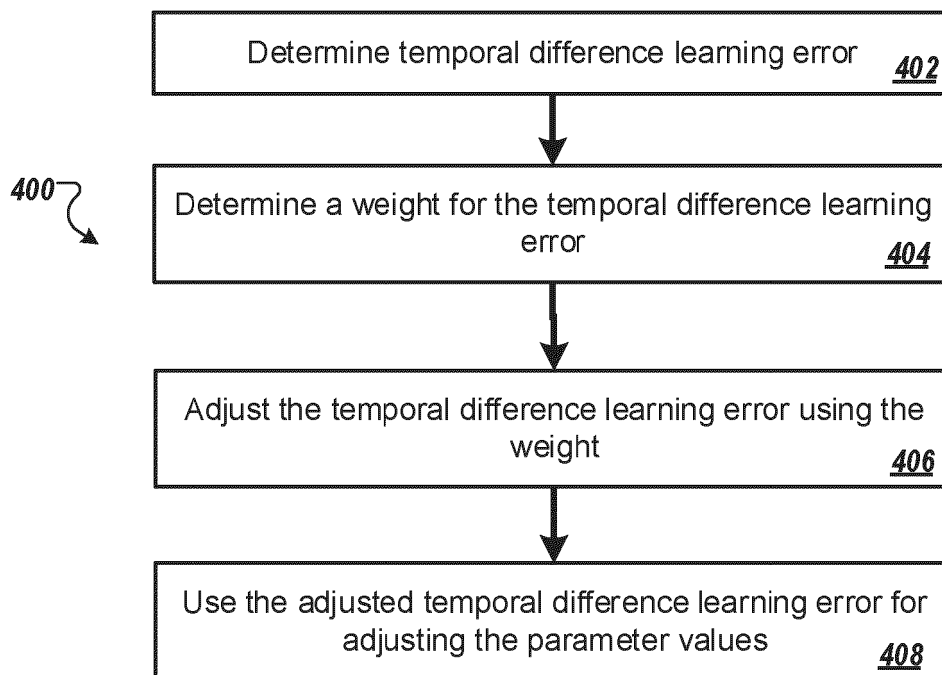 Determine temporal difference learning error
402
400
Determine a weight for the temporal difference learning
error
404
Adjust the temporal difference learning error using the
weight
406
Use the adjusted temporal difference learning error for
adjusting the parameter values
408